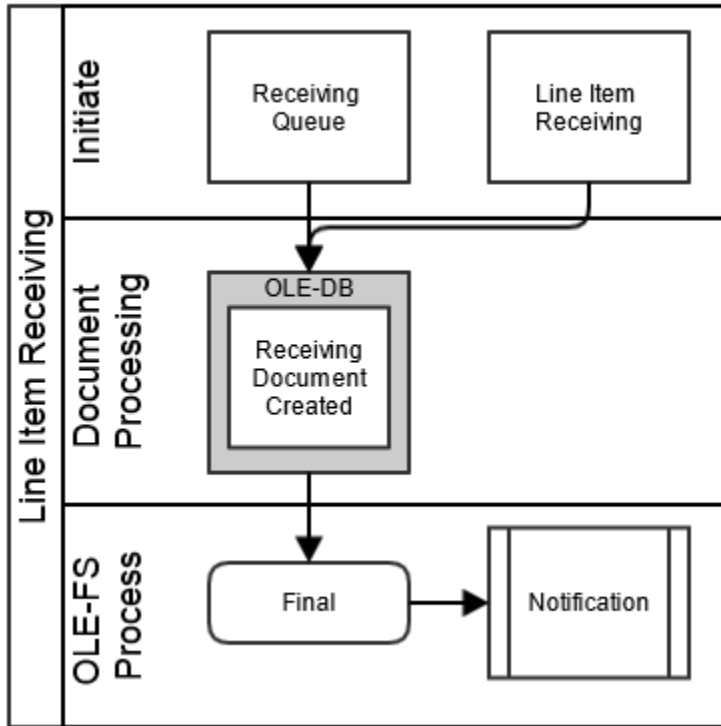 Line Item Receiving
Initiate
Receiving
Queue
Line Item
Receiving
Document
Processing
OLE-DB
Receiving
Document
Created
OLE-FS
Process
Final
Notification